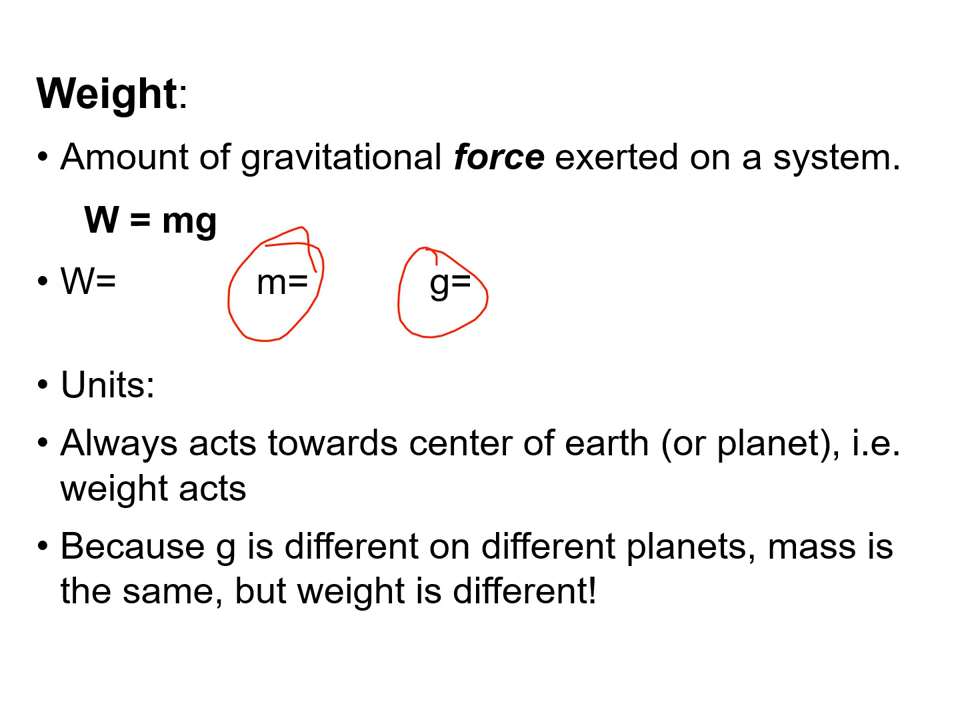 Weight:
• Amount of gravitational force exerted on a system.
W = mg
• W= m= g=
• Units:
• Always acts towards center of earth (or planet), i.e.
weight acts
• Because g is different on different planets, mass is
the same, but weight is different!